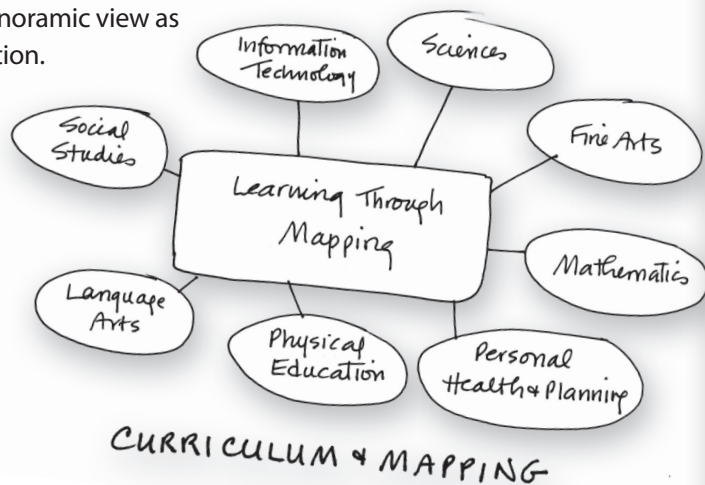 noramic view as
tion.
Information
Technology
Sciences
Social
Studies
Fine Arts
Learning Through
Mapping
Mathematics
Language
Arts
Physical
Education
Personal
Health & Planning
CURRICULUM & MAPPING